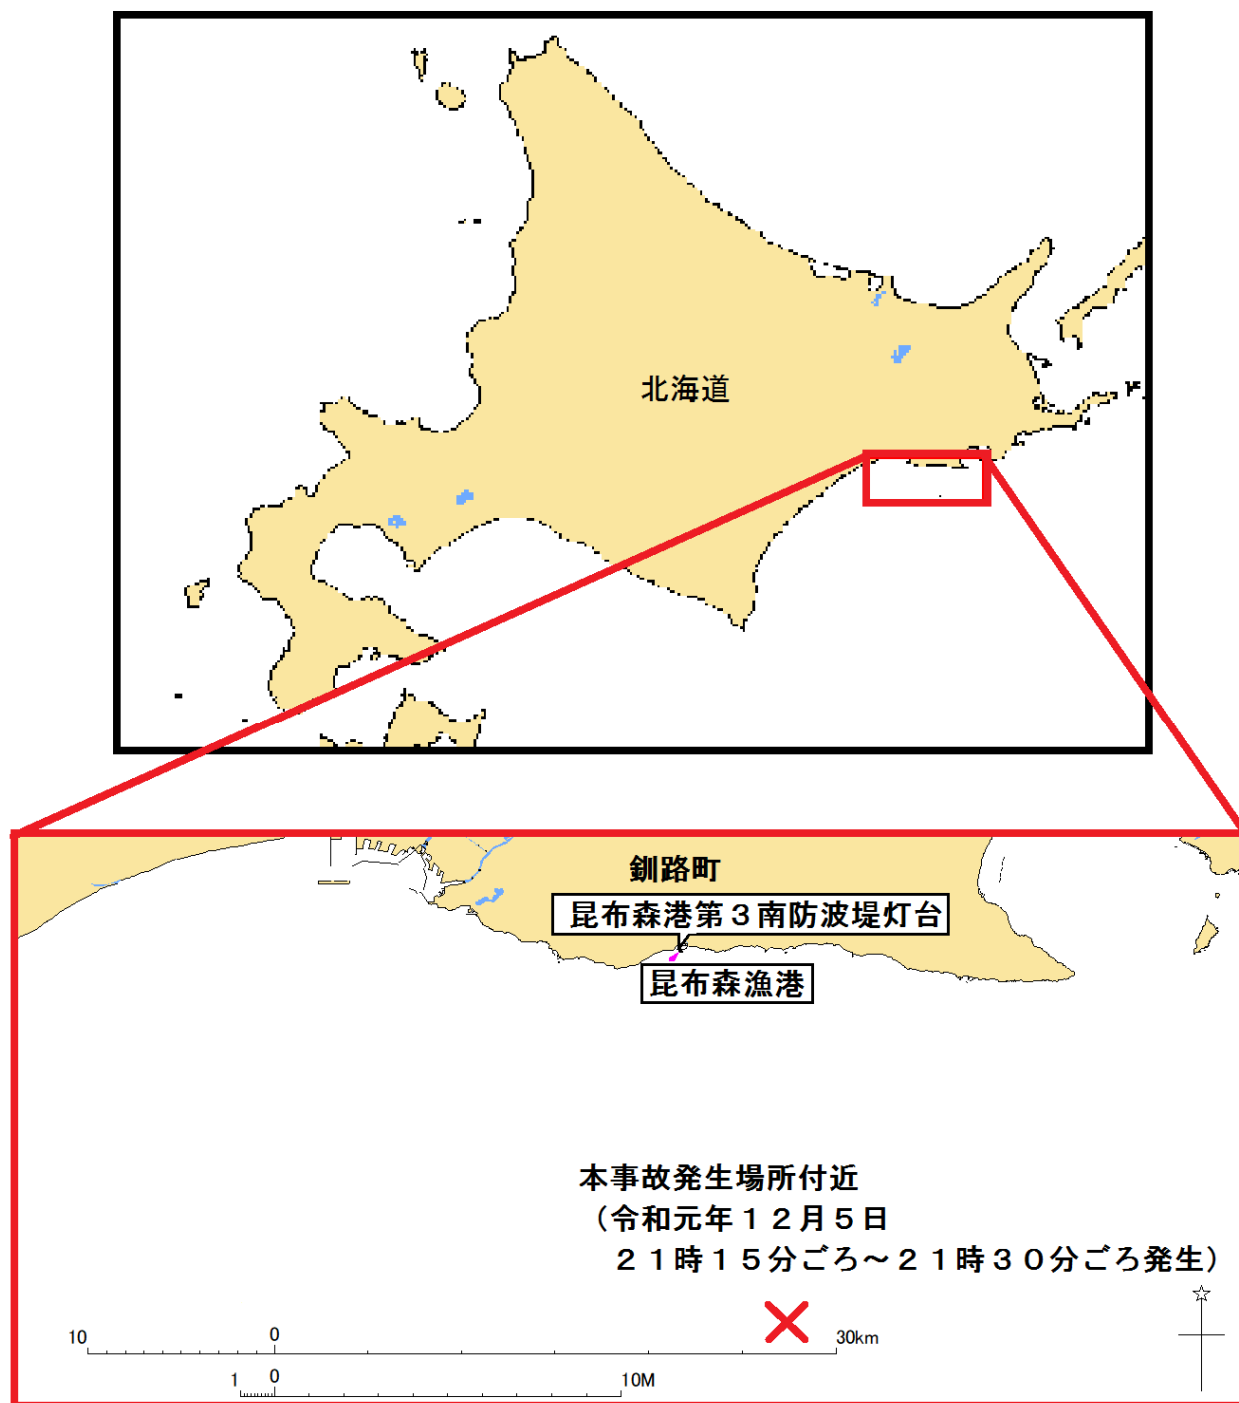 北海道
釧路町
昆布森港第３南防波堤灯台
昆布森漁港
本事故発生場所付近
（令和元年１２月５日
２１時１５分ごろ～２１時３０分ごろ発生）
10 0 30km
1 0 10M